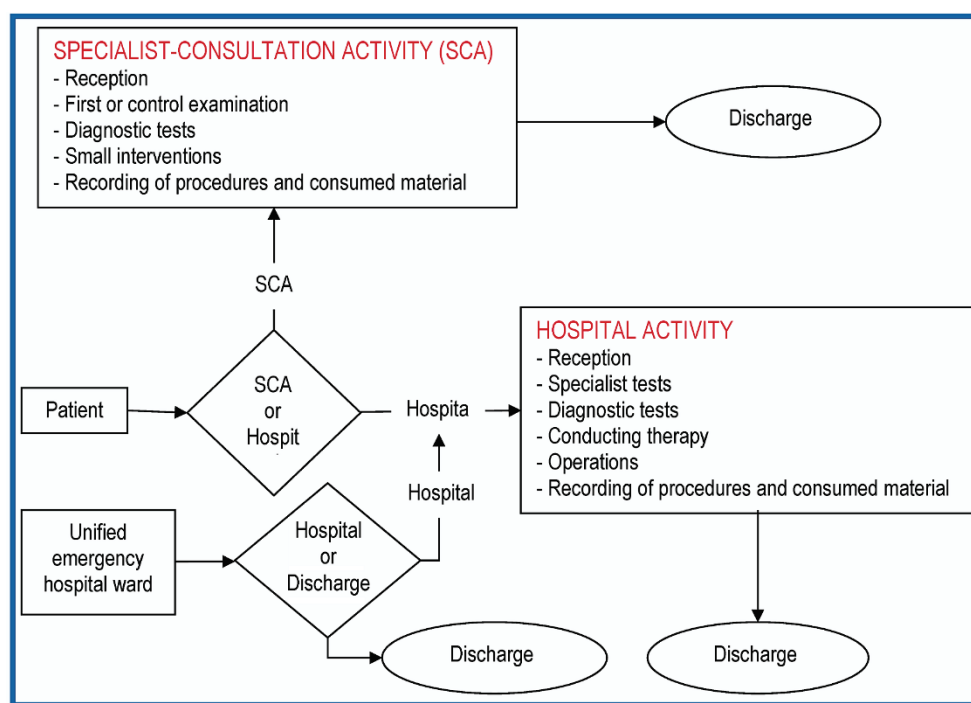 SPECIALIST-CONSULTATION ACTIVITY (SCA)
- Reception
- First or control examination
- Diagnostic tests
- Small interventions
- Recording of procedures and consumed material
Discharge
SCA
HOSPITAL ACTIVITY
- Reception
- Specialist tests
- Diagnostic tests
- Conducting therapy
- Operations
- Recording of procedures and consumed material
Patient
SCA
or
Hospit
Hospita
Hospital
Unified
emergency
hospital ward
Hospital
or
Discharge
Discharge
Discharge